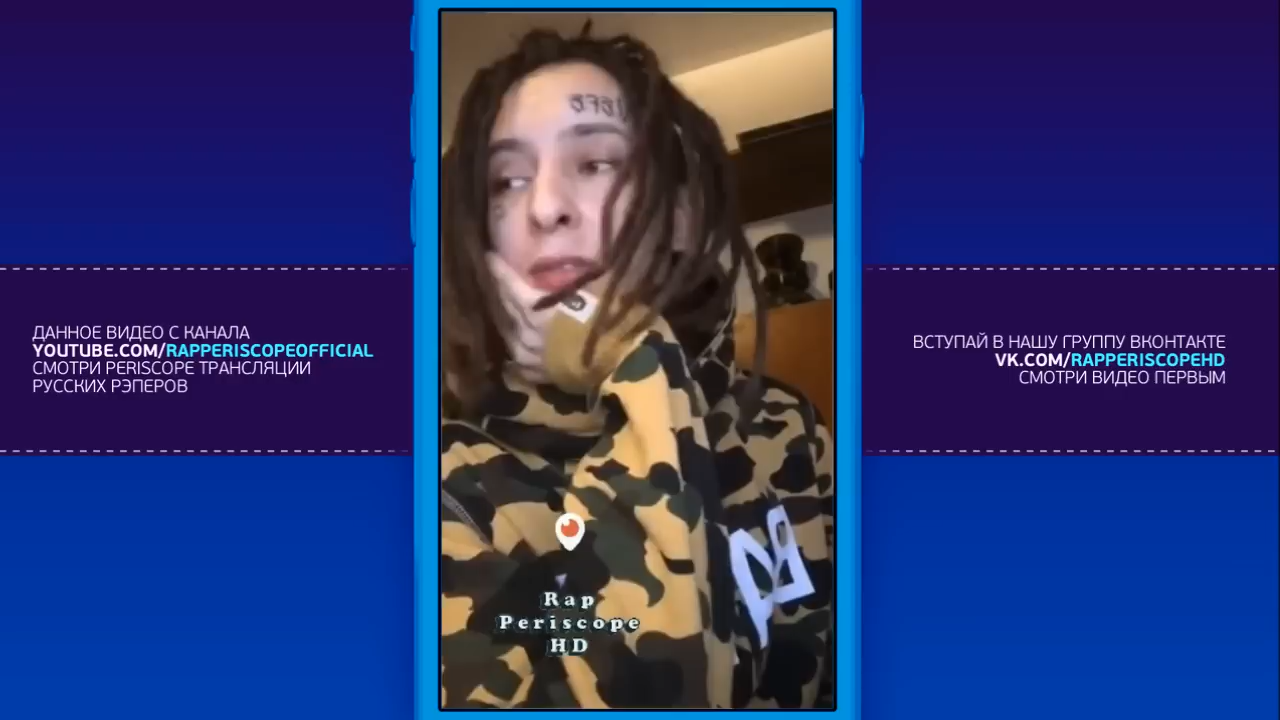 ДАННОЕ ВИДЕО С КАНАЛА
YOUTUBE.COM/RAPPERISCOPEOFFICIAL
СМОТРИ PERISCOPE ТРАНСЛЯЦИИ
РУССКИХ РЭПЕРОВ
Rap
Periscope
HD
ВСТУПАЙ В НАШУ ГРУППУ ВКОНТАКТЕ
VK.COM/RAPPERISCOPEHD
СМОТРИ ВИДЕО ПЕРВЫМ